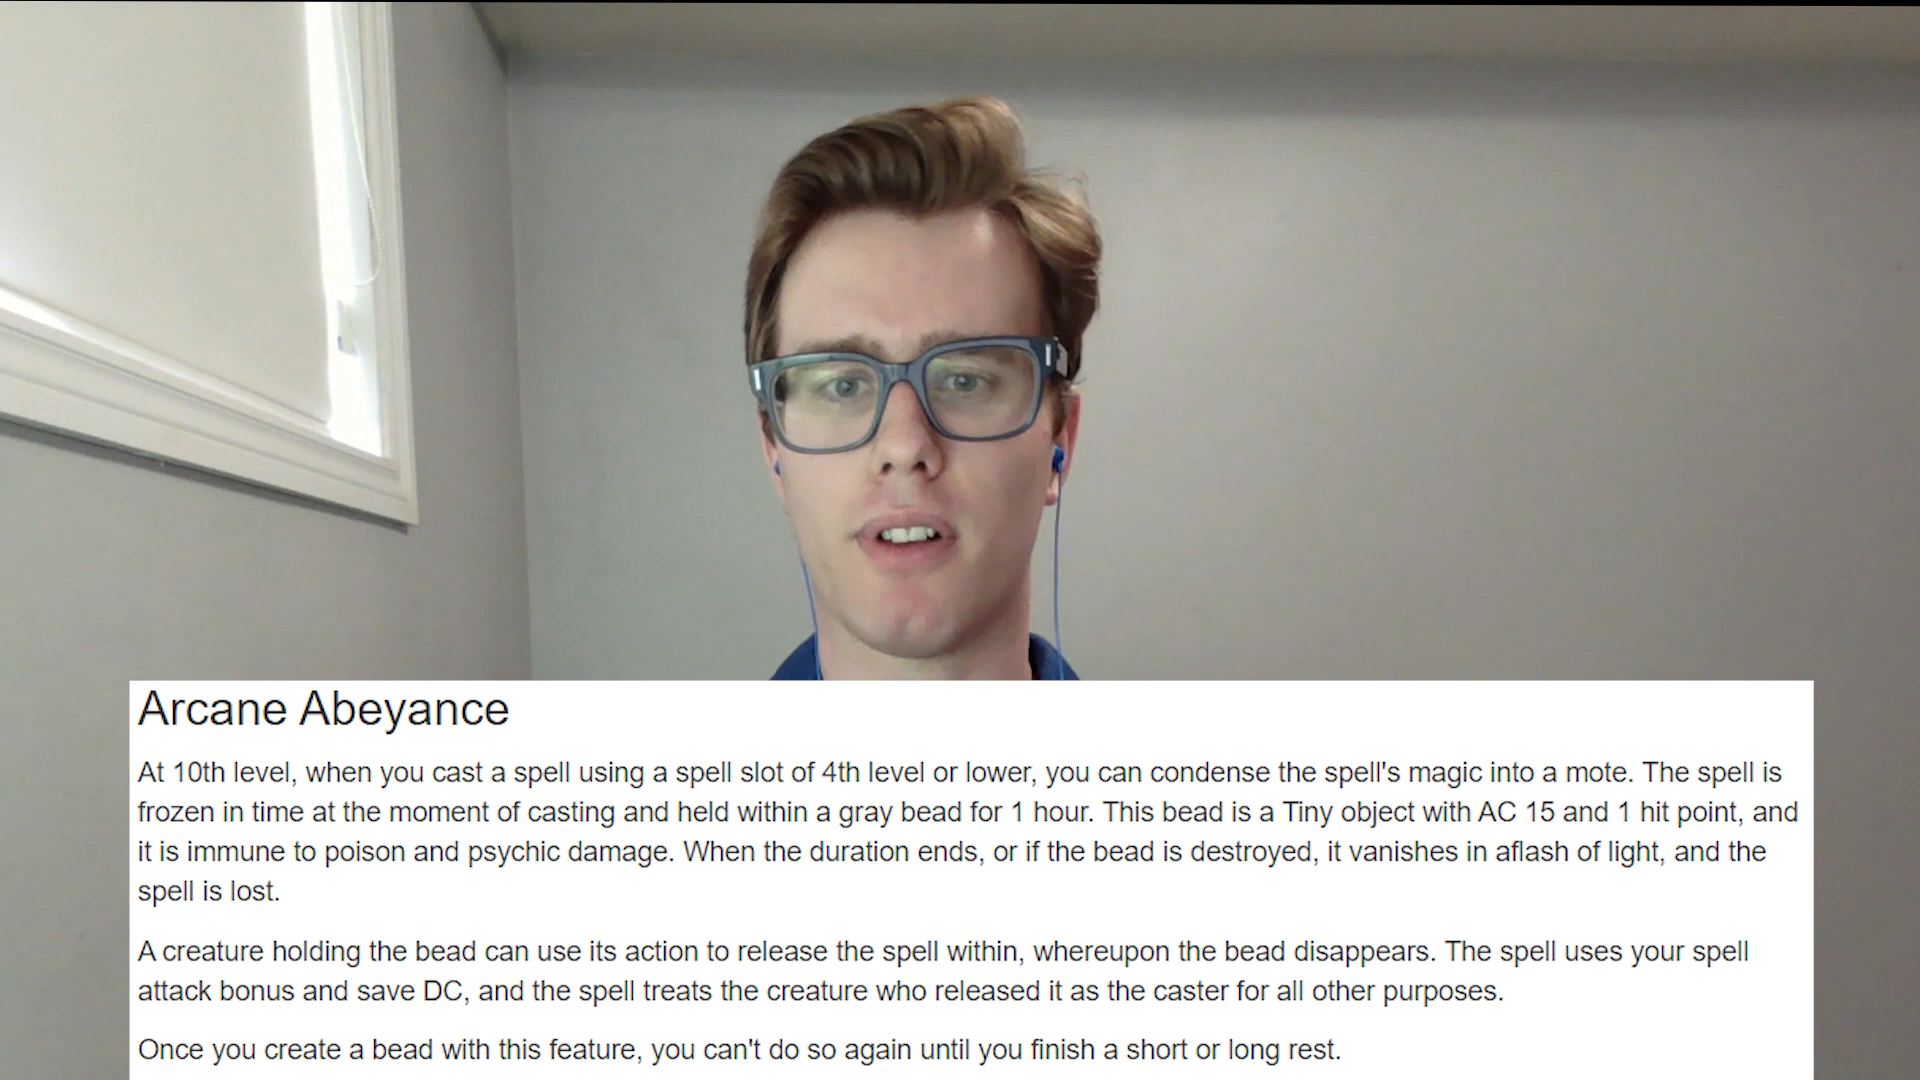 Arcane Abeyance
At 10th level, when you cast a spell using a spell slot of 4th level or lower, you can condense the spell's magic into a mote. The spell is
frozen in time at the moment of casting and held within a gray bead for 1 hour. This bead is a Tiny object with AC 15 and 1 hit point, and
it is immune to poison and psychic damage. When the duration ends, or if the bead is destroyed, it vanishes in aflash of light, and the
spell is lost.
A creature holding the bead can use its action to release the spell within, whereupon the bead disappears. The spell uses your spell
attack bonus and save DC, and the spell treats the creature who released it as the caster for all other purposes.
Once you create a bead with this feature, you can't do so again until you finish a short or long rest.